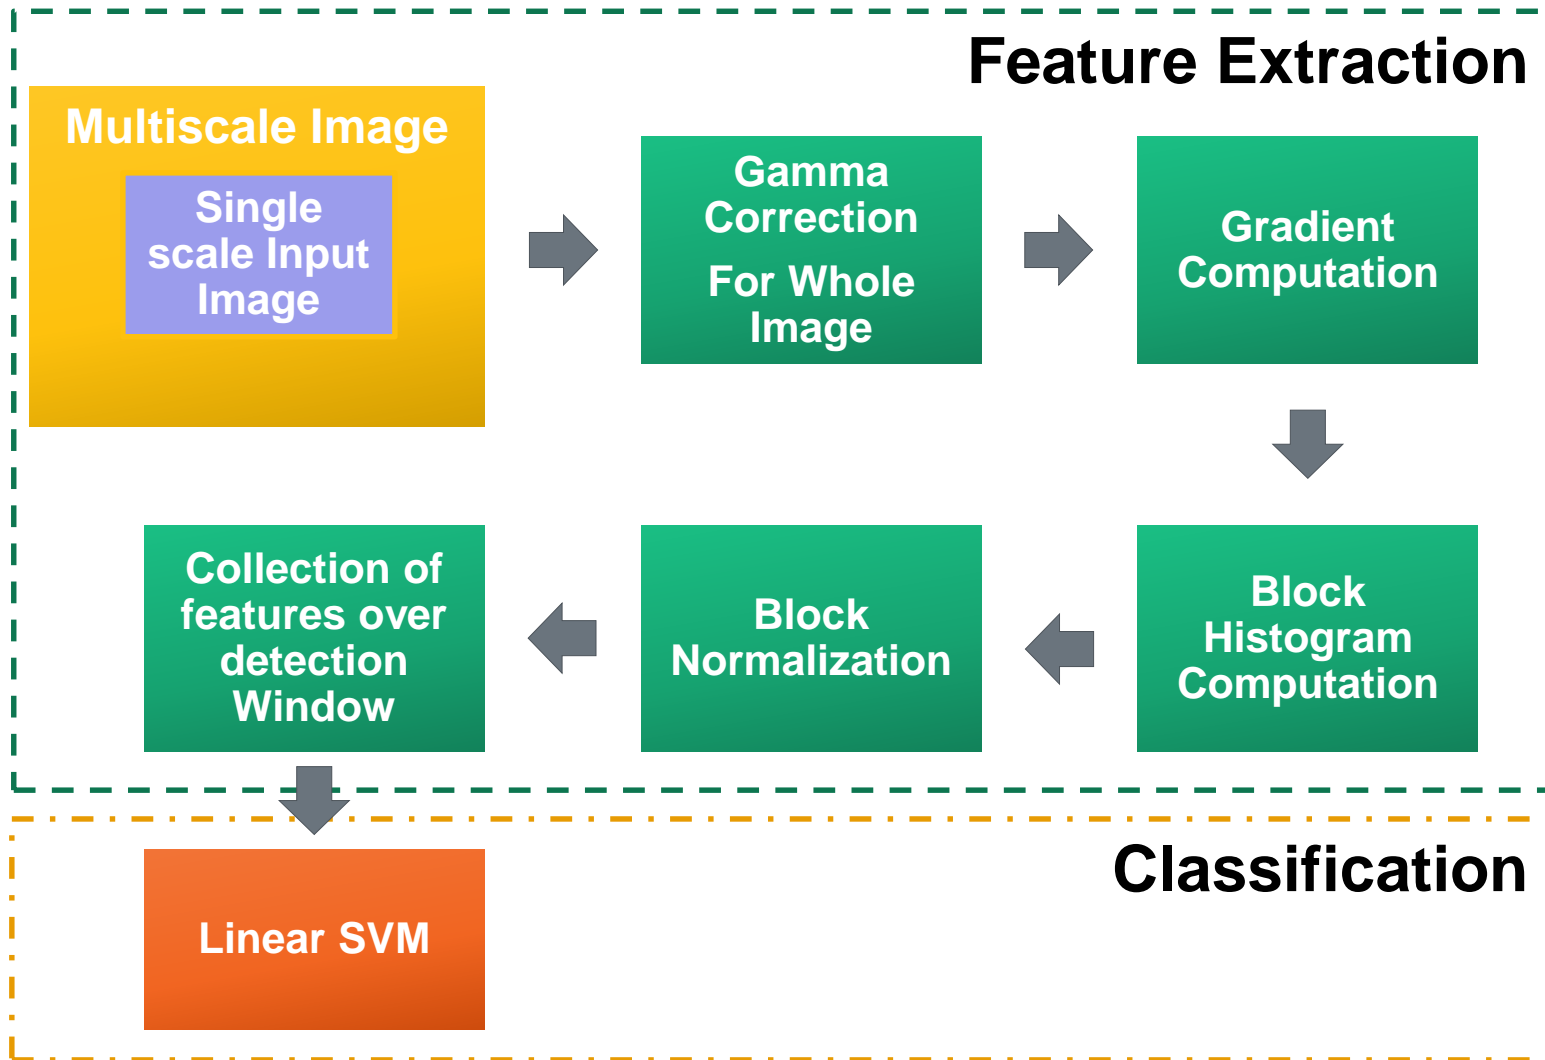 Feature Extraction
Multiscale Image
Single
scale Input
Image
Gamma
Correction
For Whole
Image
Gradient
Computation
Collection of
features over
detection
Window
Block
Normalization
Block
Histogram
Computation
Classification
Linear SVM